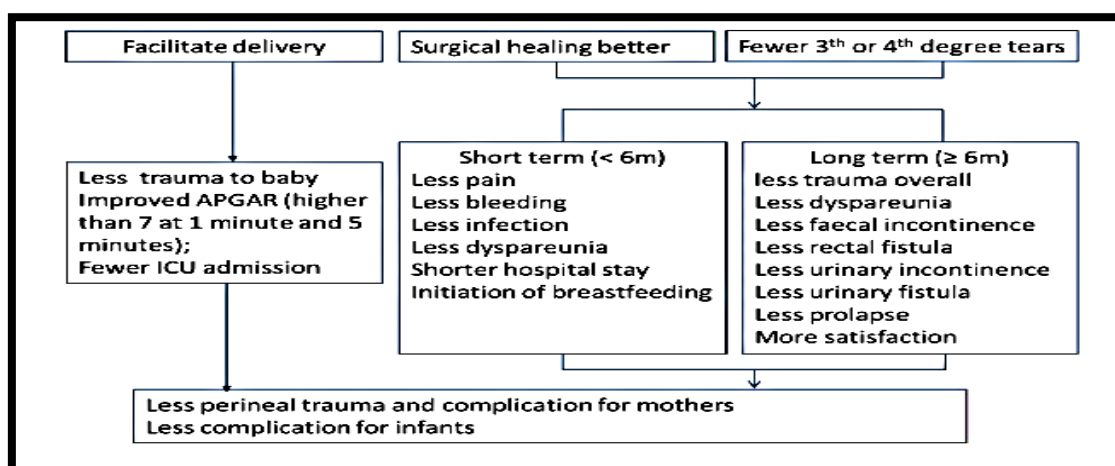 Facilitate delivery
Surgical healing better
Fewer 3th or 4th degree tears
Less trauma to baby
Improved APGAR (higher
than 7 at 1 minute and 5
minutes);
Fewer ICU admission
Short term (< 6m)
Less pain
Less bleeding
Less infection
Less dyspareunia
Shorter hospital stay
Initiation of breastfeeding
Long term (≥ 6m)
less trauma overall
Less dyspareunia
Less faecal incontinence
Less rectal fistula
Less urinary incontinence
Less urinary fistula
Less prolapse
More satisfaction
Less perineal trauma and complication for mothers
Less complication for infants